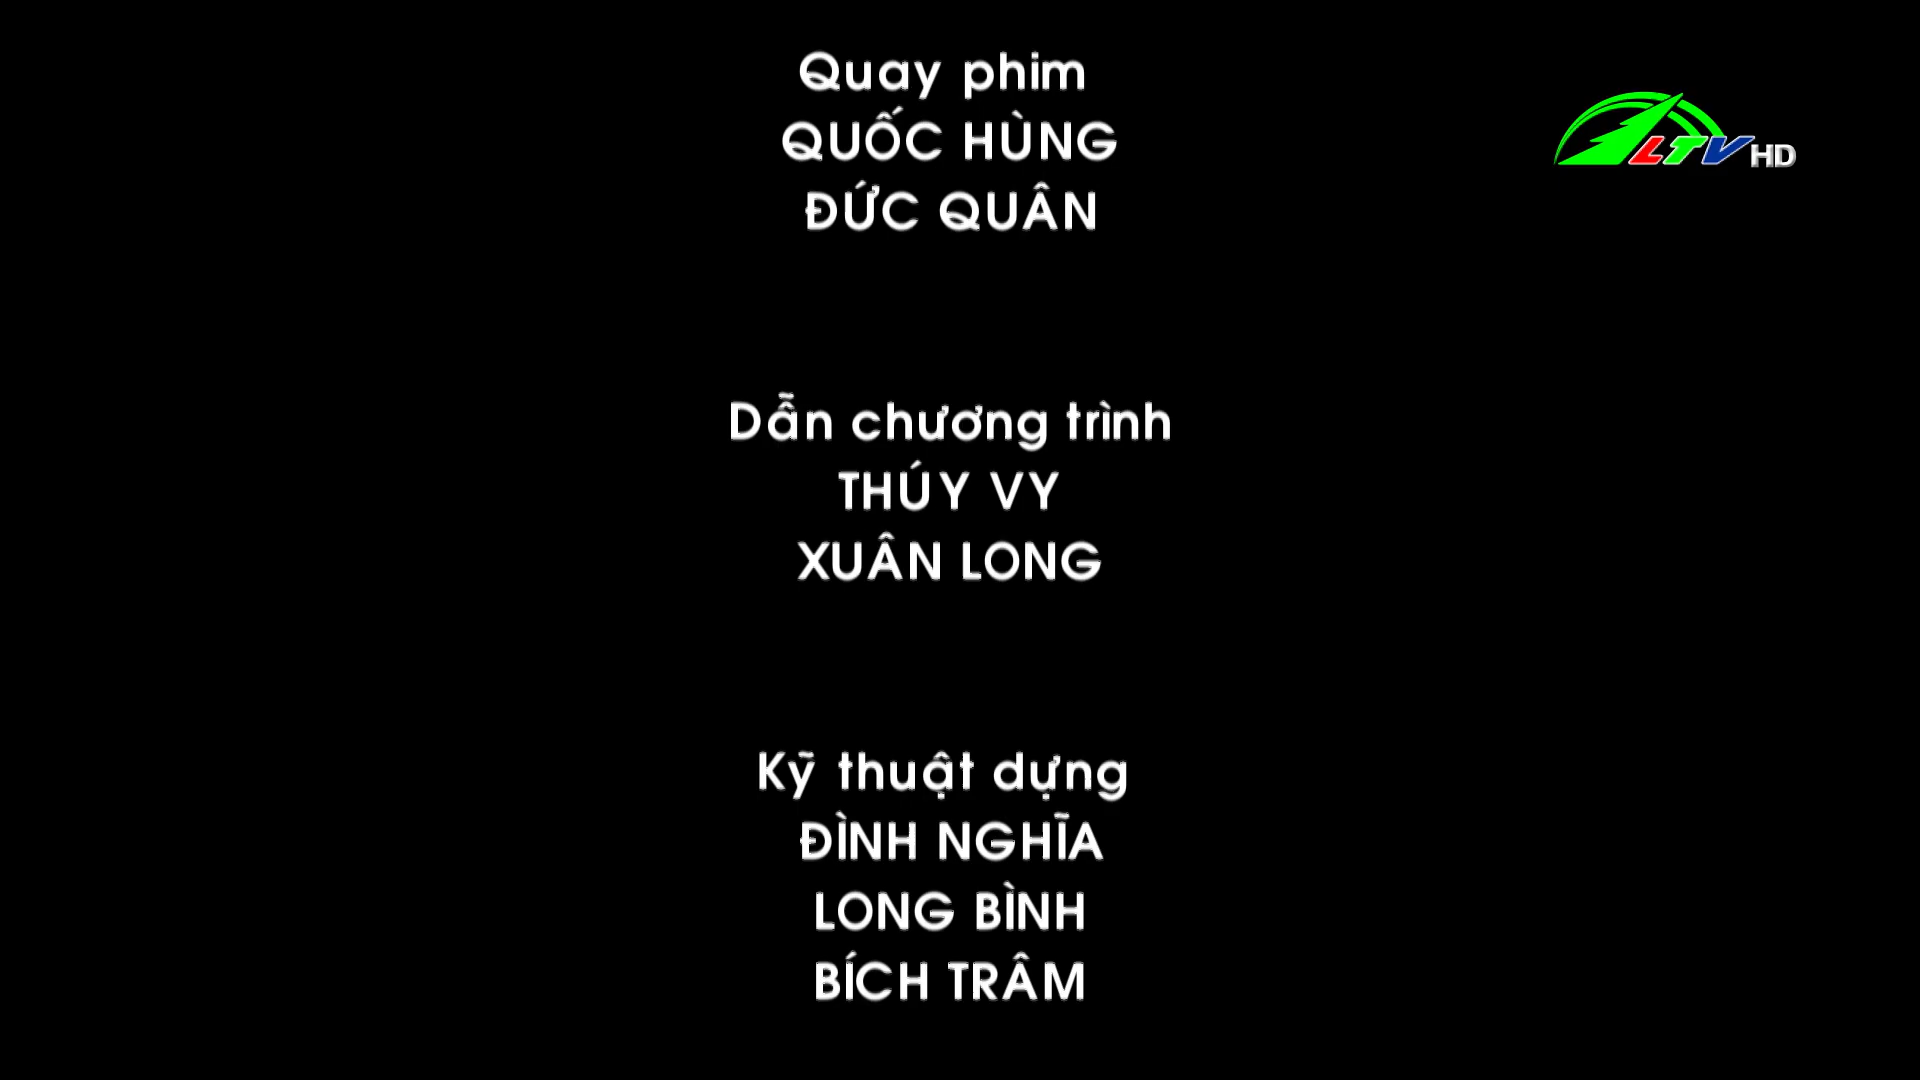 Quay phim
QUỐC HÙNG
ĐỨC QUÂN
LTV HD
Dẫn chương trình
THÚY VY
XUÂN LONG
Kỹ thuật dựng
ĐÌNH NGHĨA
LONG BÌNH
BÍCH TRÂM